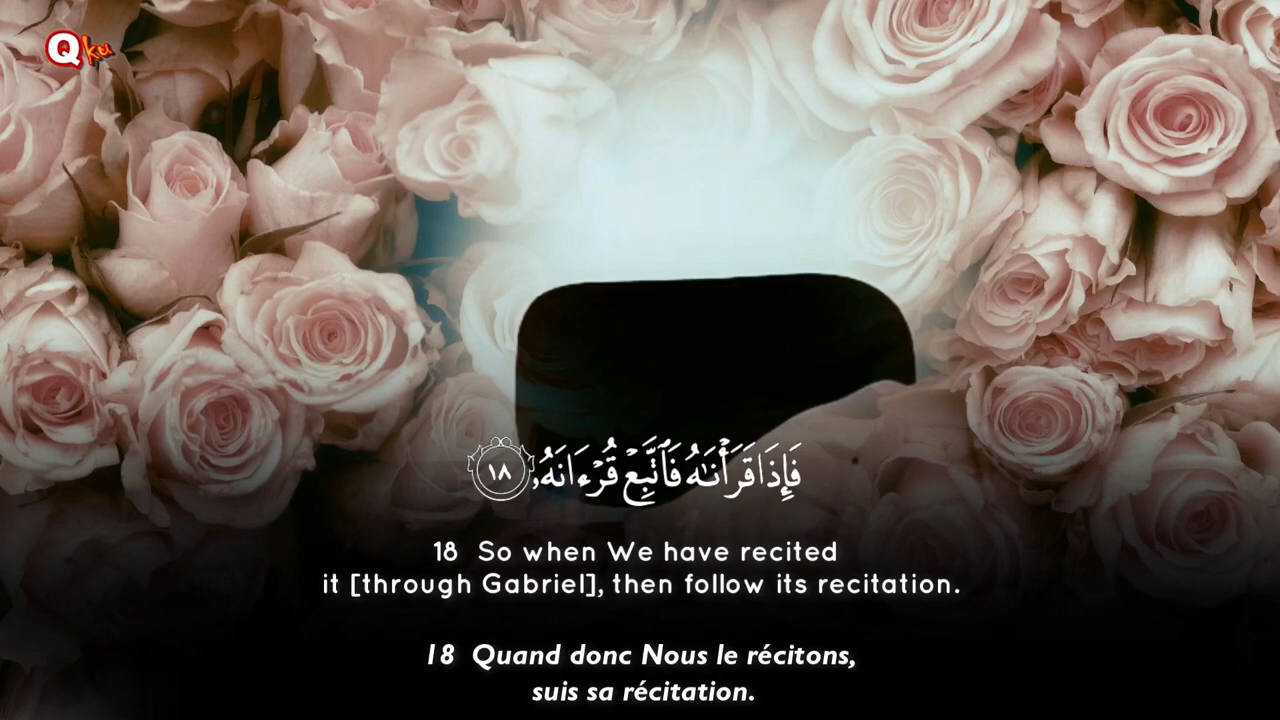 Qku
فَإِذَا قَرَأْنَٰهُ فَٱتَّبِعْ قُرْءَانَهُۥ ١٨
18 So when We have recited
it [through Gabriel], then follow its recitation.
18 Quand donc Nous le récitons,
suis sa récitation.